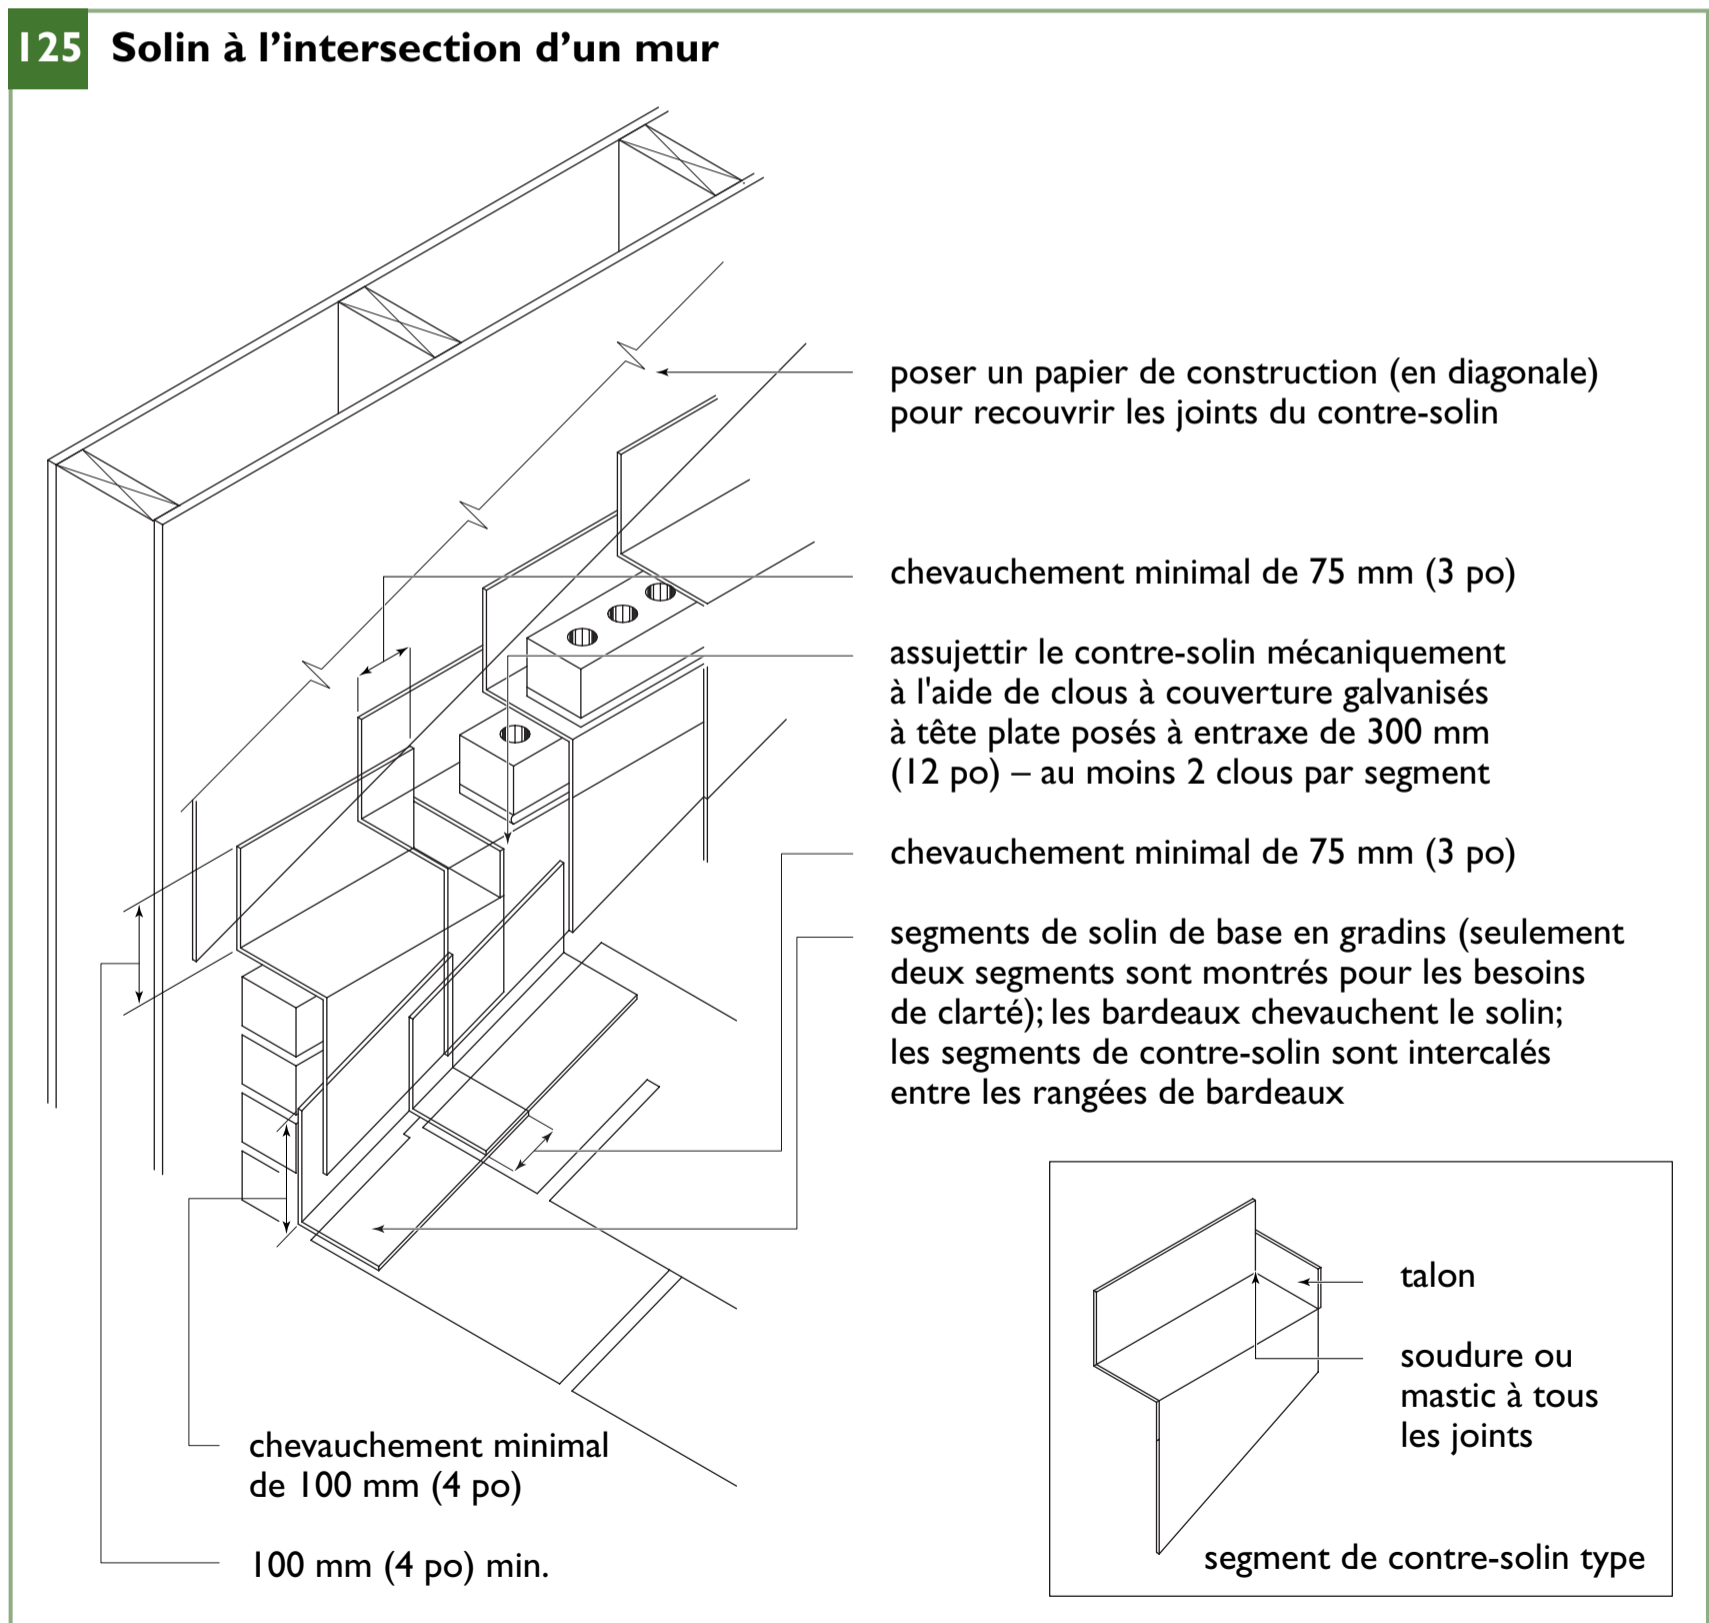 125 Solin à l’intersection d’un mur
poser un papier de construction (en diagonale)
pour recouvrir les joints du contre-solin
chevauchement minimal de 75 mm (3 po)
assujettir le contre-solin mécaniquement
à l'aide de clous à couverture galvanisés
à tête plate posés à entraxe de 300 mm
(12 po) – au moins 2 clous par segment
chevauchement minimal de 75 mm (3 po)
segments de solin de base en gradins (seulement
deux segments sont montrés pour les besoins
de clarté); les bardeaux chevauchent le solin;
les segments de contre-solin sont intercalés
entre les rangées de bardeaux
talon
soudure ou
mastic à tous
les joints
segment de contre-solin type
chevauchement minimal
de 100 mm (4 po)
100 mm (4 po) min.